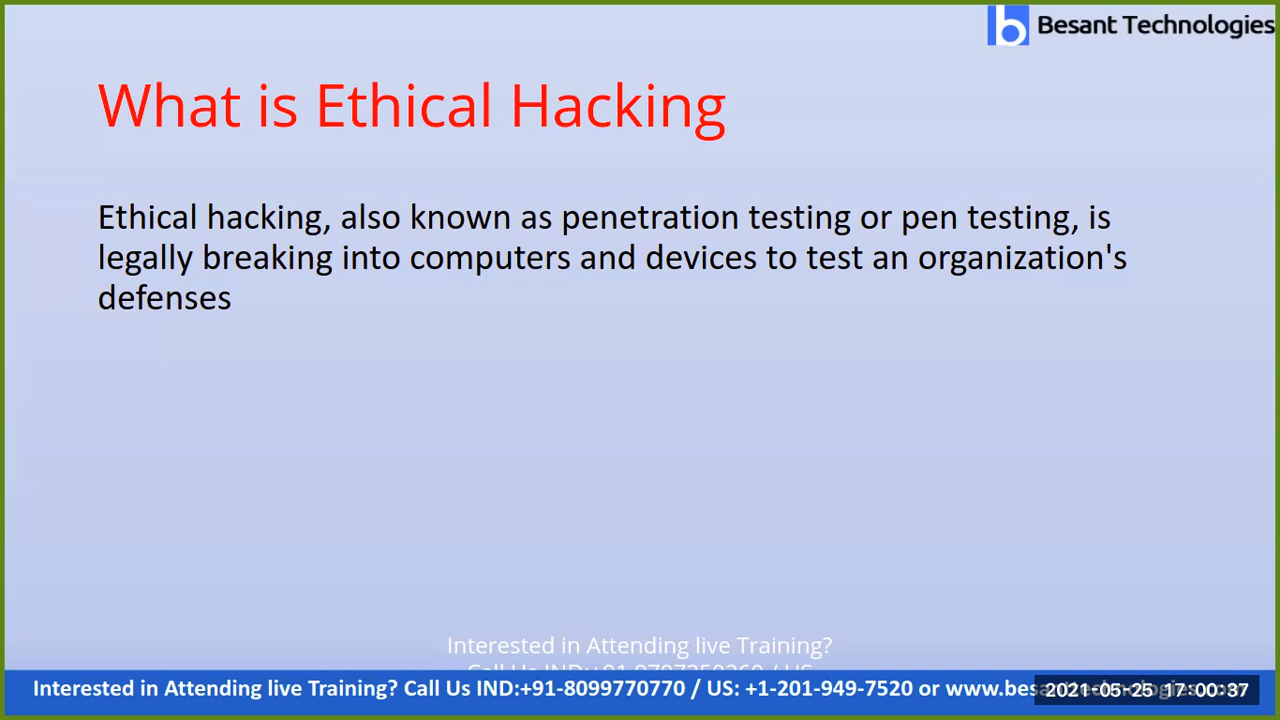 Besant Technologies
What is Ethical Hacking
Ethical hacking, also known as penetration testing or pen testing, is
legally breaking into computers and devices to test an organization's
defenses
Interested in Attending live Training?
Interested in Attending live Training? Call Us IND:+91-8099770770 / US: +1-201-949-7520 or
2021-05-25 17:00:37